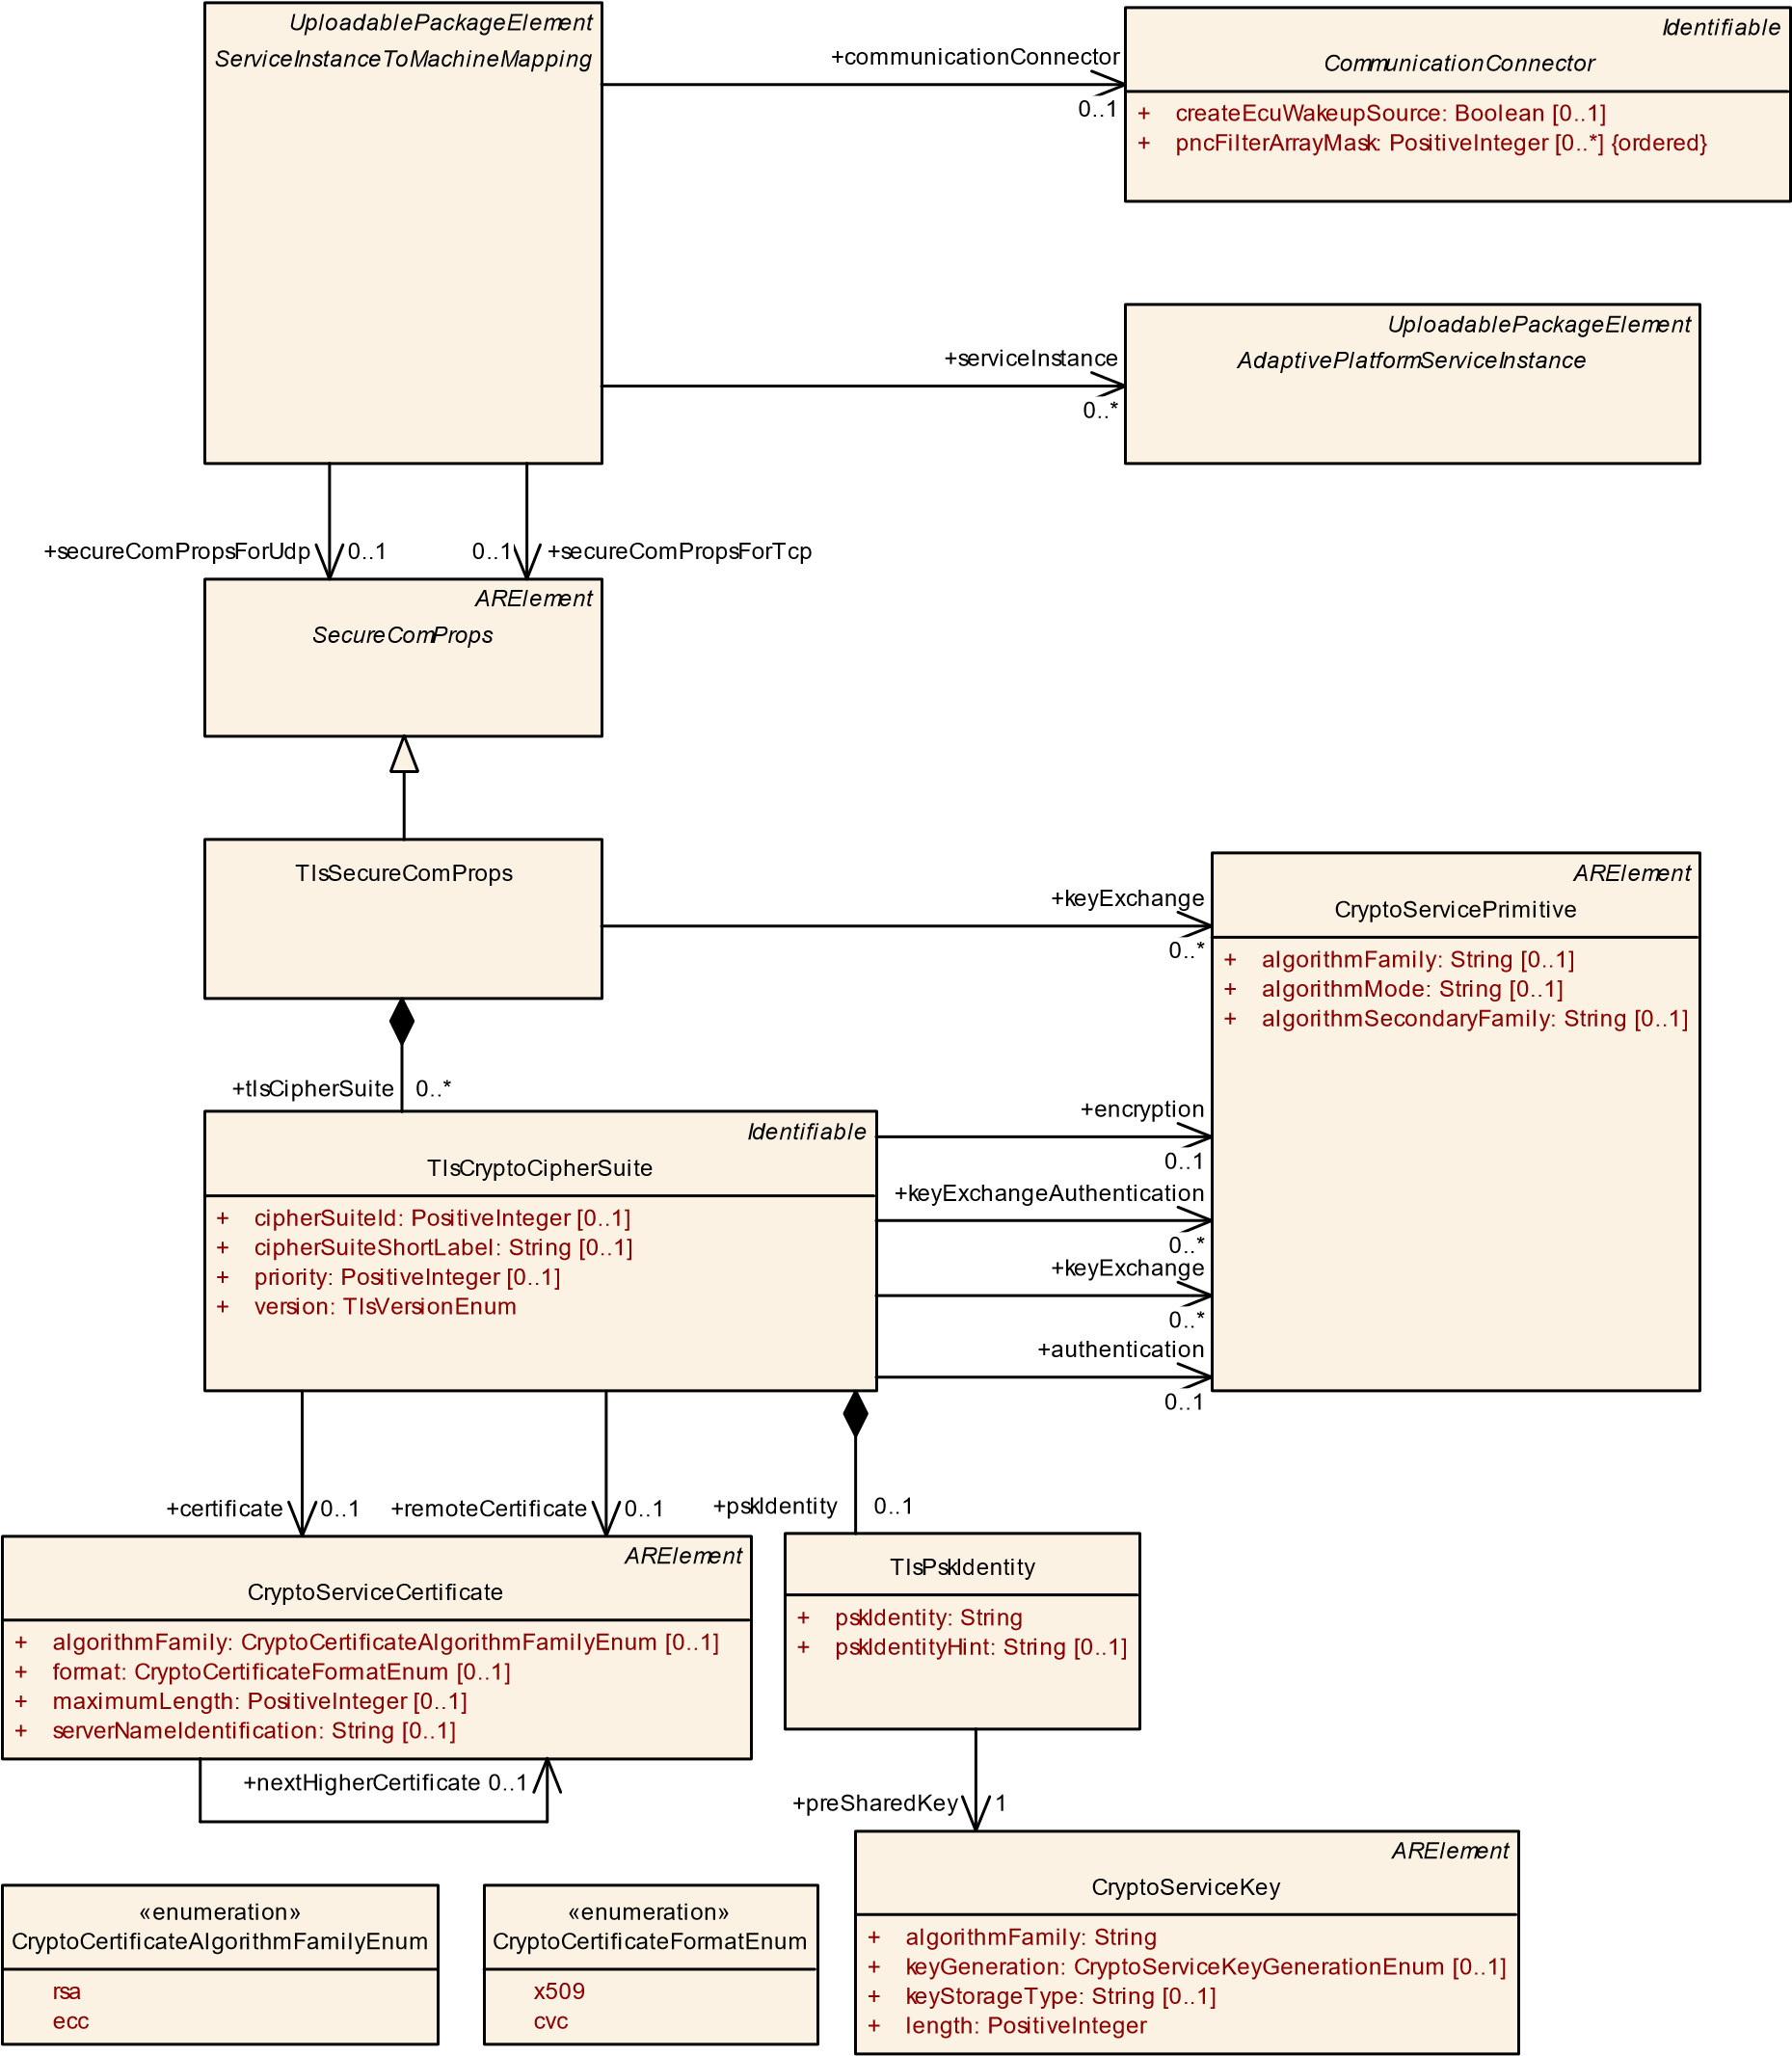 UploadablePackageElement
ServiceInstanceToMachineMapping
+communicationConnector
0..1
Identifiable
CommunicationConnector
+ createEcuWakeupSource: Boolean [0..1]
+ pncFilterArrayMask: PositiveInteger [0..*] {ordered}
+serviceInstance
0..*
UploadablePackageElement
AdaptivePlatformServiceInstance
+secureComPropsForUdp 0..1
0..1 +secureComPropsForTcp
ARElement
SecureComProps
TlsSecureComProps
+keyExchange
0..*
ARElement
CryptoServicePrimitive
+ algorithmFamily: String [0..1]
+ algorithmMode: String [0..1]
+ algorithmSecondaryFamily: String [0..1]
+tlsCipherSuite 0..*
Identifiable
TlsCryptoCipherSuite
+ cipherSuiteId: PositiveInteger [0..1]
+ cipherSuiteShortLabel: String [0..1]
+ priority: PositiveInteger [0..1]
+ version: TlsVersionEnum
+encryption
0..1
+keyExchangeAuthentication
0..*
+keyExchange
0..*
+authentication
0..1
+certificate 0..1
+remoteCertificate 0..1
+pskIdentity 0..1
ARElement
CryptoServiceCertificate
+ algorithmFamily: CryptoCertificateAlgorithmFamilyEnum [0..1]
+ format: CryptoCertificateFormatEnum [0..1]
+ maximumLength: PositiveInteger [0..1]
+ serverNameIdentification: String [0..1]
+nextHigherCertificate 0..1
TlsPskIdentity
+ pskIdentity: String
+ pskIdentityHint: String [0..1]
+preSharedKey 1
ARElement
CryptoServiceKey
+ algorithmFamily: String
+ keyGeneration: CryptoServiceKeyGenerationEnum [0..1]
+ keyStorageType: String [0..1]
+ length: PositiveInteger
«enumeration»
CryptoCertificateAlgorithmFamilyEnum
rsa
ecc
«enumeration»
CryptoCertificateFormatEnum
x509
cvc